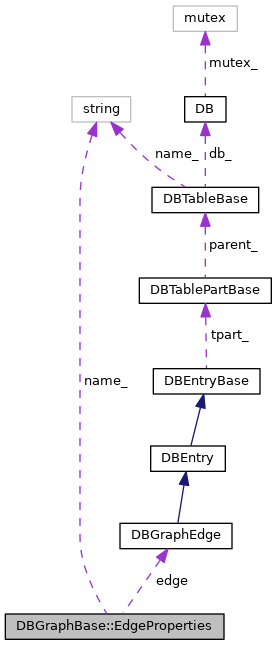 mutex
mutex_
string
DB
name_
db_
DBTableBase
parent_
DBTablePartBase
tpart_
DBEntryBase
name_
DBEntry
DBGraphEdge
edge
DBGraphBase::EdgeProperties